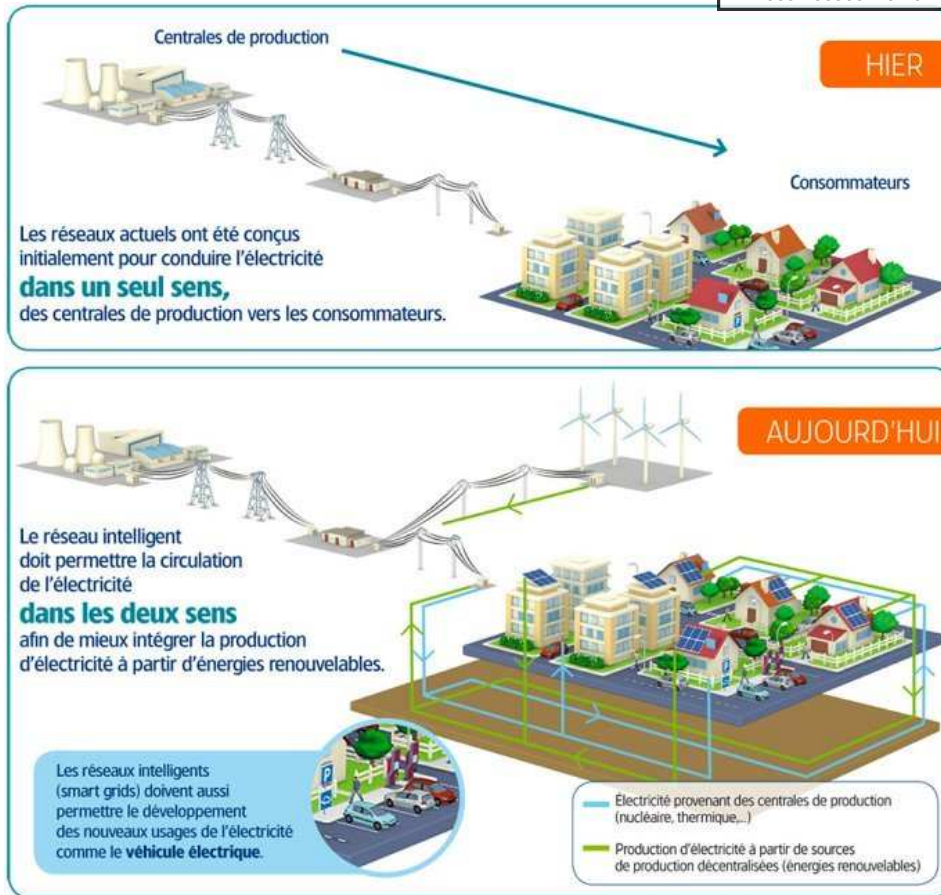 Centrales de production
HIER
Consommateurs
Les réseaux actuels ont été conçus
initialement pour conduire l'électricité
dans un seul sens,
des centrales de production vers les consommateurs.
AUJOURD'HUI
Le réseau intelligent
doit permettre la circulation
de l'électricité
dans les deux sens
afin de mieux intégrer la production
d'électricité à partir d'énergies renouvelables.
Les réseaux intelligents
(smart grids) doivent aussi
permettre le développement
des nouveaux usages de l'électricité
comme le véhicule électrique.
P
Électricité provenant des centrales de production
(nucléaire, thermique,...)
Production d'électricité à partir de sources
de production décentralisées (énergies renouvelables)